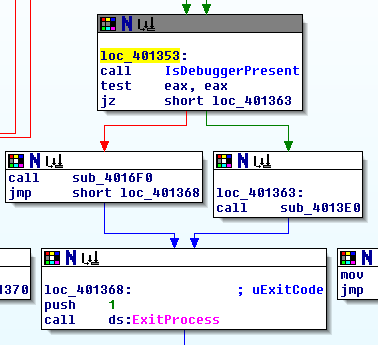 loc_401353:
call IsDebuggerPresent
test eax, eax
jz short loc_401363
call sub_4016F0
jmp short loc_401368
loc_401363:
call sub_4013E0
1370
loc_401368: ; uExitCode
push 1
call ds:ExitProcess
mov
jmp